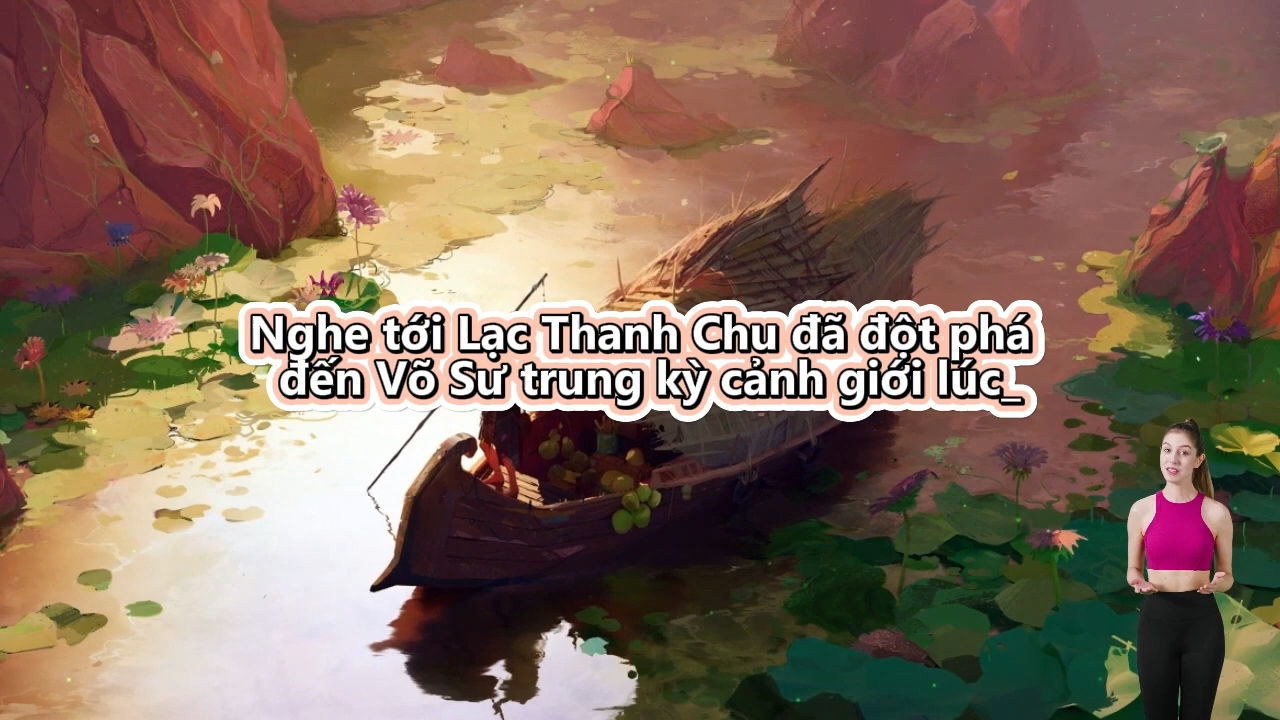 Nghe tới Lạc Thanh Chu đã đột phá
đến Võ Sư trung kỳ cảnh giới lúc_